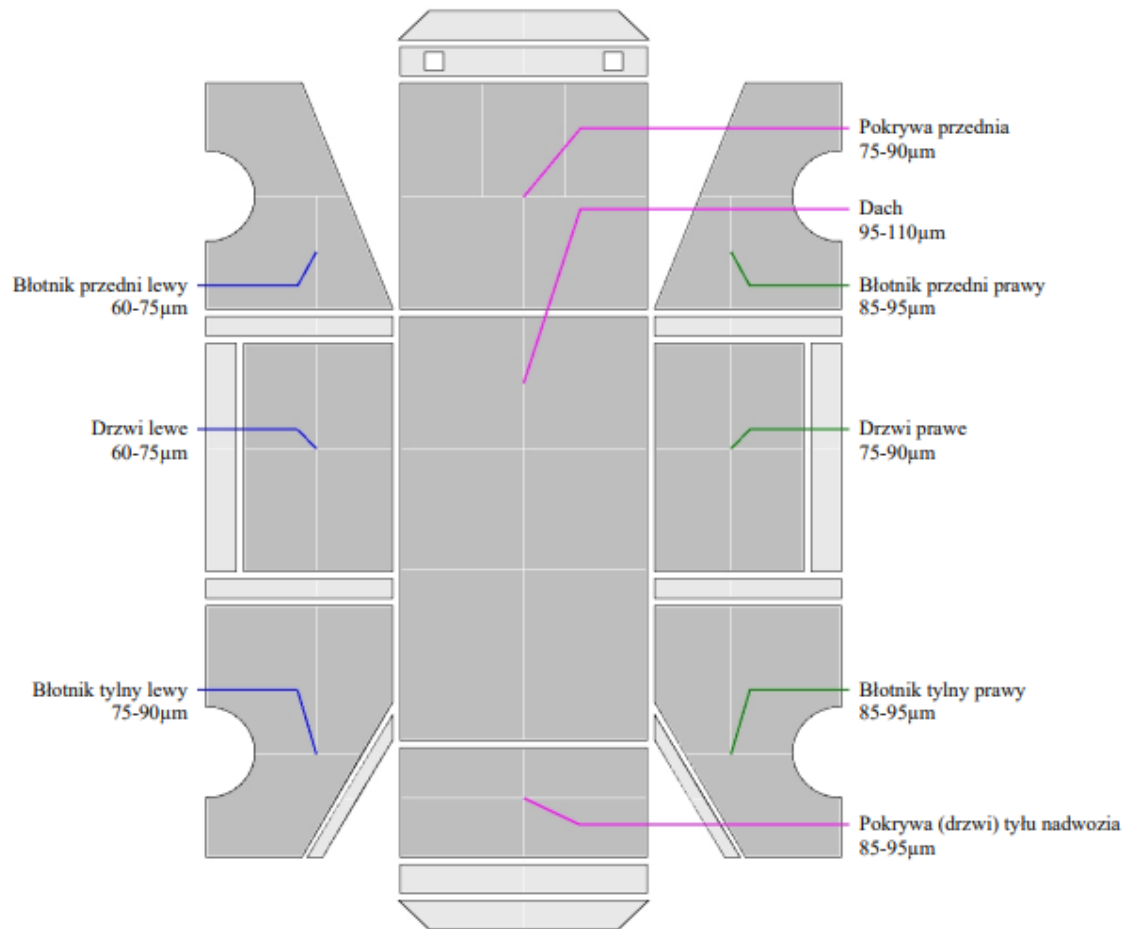 Pokrywa przednia
75-90µm
Dach
95-110µm
Błotnik przedni lewy
60-75µm
Błotnik przedni prawy
85-95µm
Drzwi lewe
60-75µm
Drzwi prawe
75-90µm
Błotnik tylny lewy
75-90µm
Błotnik tylny prawy
85-95µm
Pokrywa (drzwi) tyłu nadwozia
85-95µm